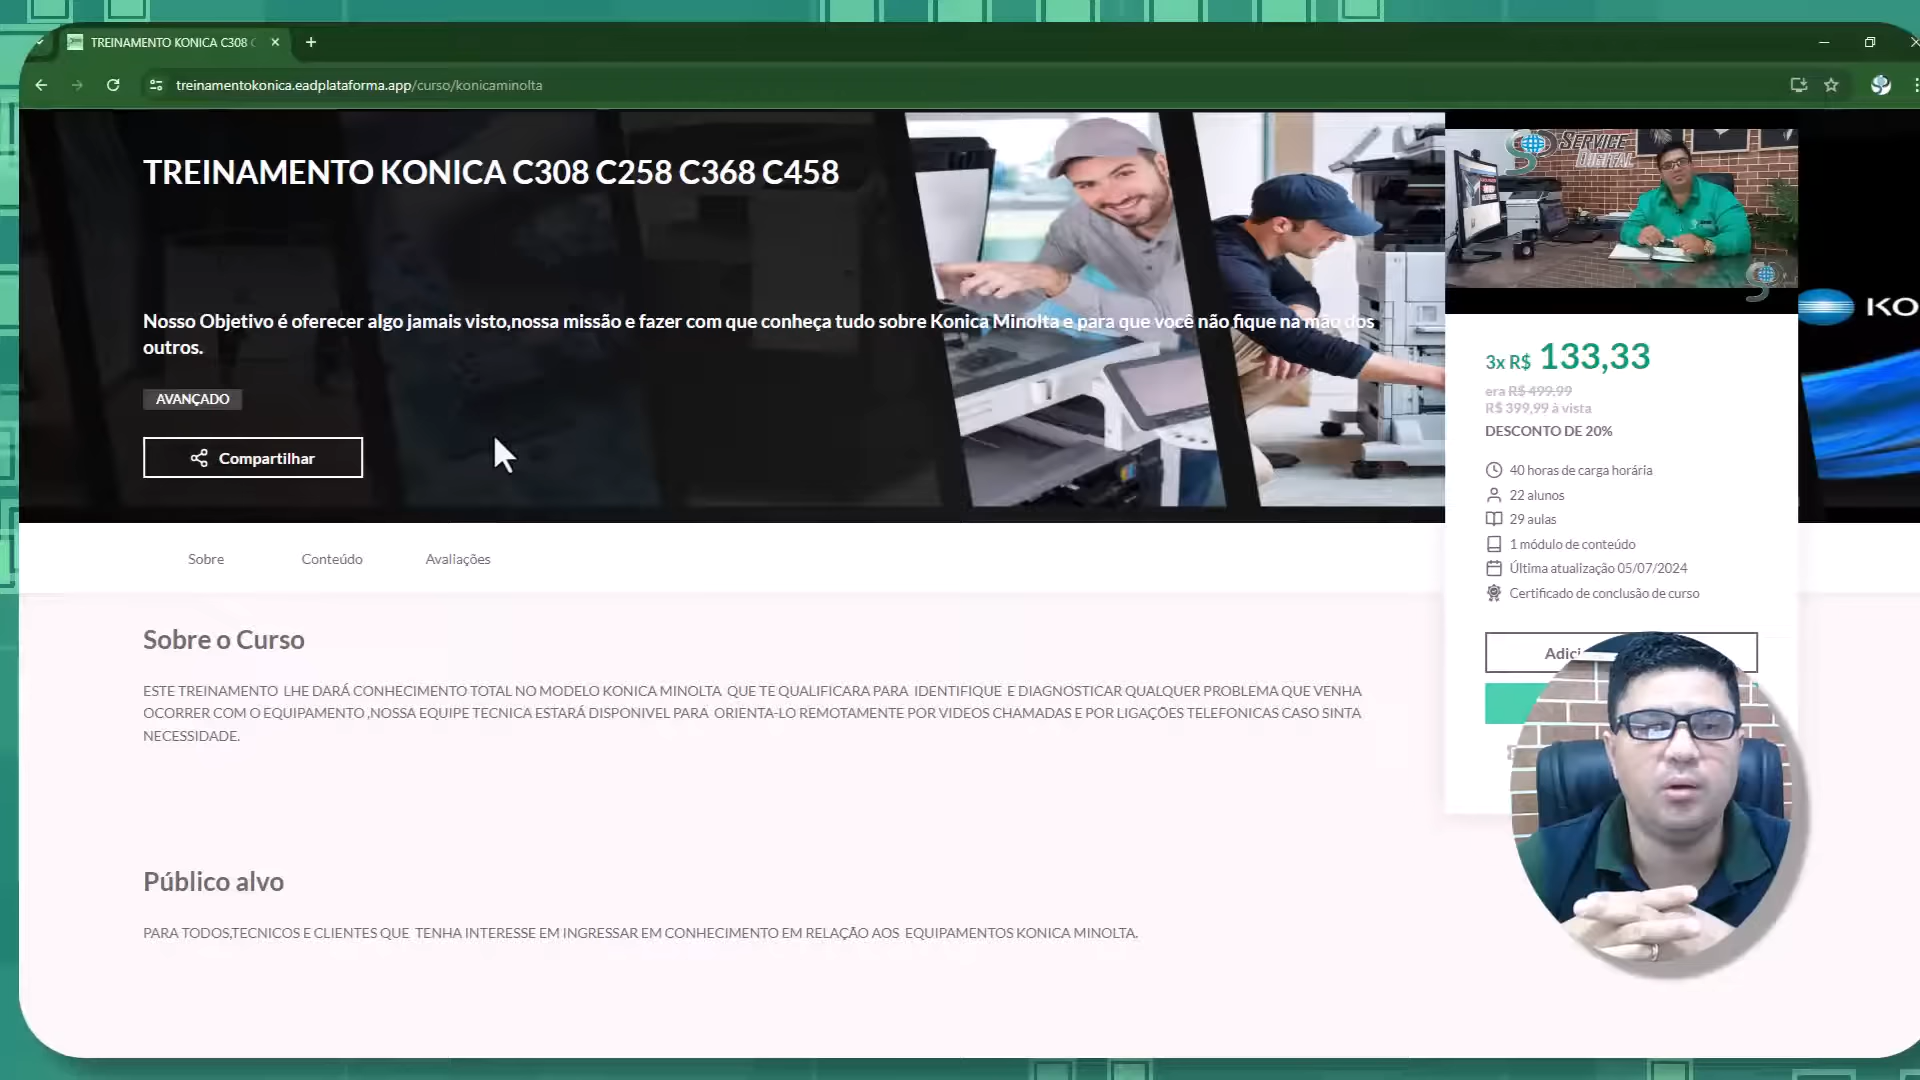 TREINAMENTO KONICA C308 C
treinamentokonica.eadplataforma.app/curso/konicaminolta
TREINAMENTO KONICA C308 C258 C368 C458
Nosso Objetivo é oferecer algo jamais visto,nossa missão e fazer com que conheça tudo sobre Konica Minolta e para que você não fique na mão dos
outros.
AVANÇADO
Compartilhar
SERVICE
DIGITAL
KO
3x R$ 133,33
era R$ 499,99
R$ 399,99 à vista
DESCONTO DE 20%
40 horas de carga horária
22 alunos
29 aulas
1 módulo de conteúdo
Última atualização 05/07/2024
Certificado de conclusão de curso
Adici
Sobre
Conteúdo
Avaliações
Sobre o Curso
ESTE TREINAMENTO LHE DARÁ CONHECIMENTO TOTAL NO MODELO KONICA MINOLTA QUE TE QUALIFICARA PARA IDENTIFIQUE E DIAGNOSTICAR QUALQUER PROBLEMA QUE VENHA
OCORRER COM O EQUIPAMENTO ,NOSSA EQUIPE TECNICA ESTARÁ DISPONIVEL PARA ORIENTA-LO REMOTAMENTE POR VIDEOS CHAMADAS E POR LIGAÇÕES TELEFONICAS CASO SINTA
NECESSIDADE.
Público alvo
PARA TODOS,TECNICOS E CLIENTES QUE TENHA INTERESSE EM INGRESSAR EM CONHECIMENTO EM RELAÇÃO AOS EQUIPAMENTOS KONICA MINOLTA.